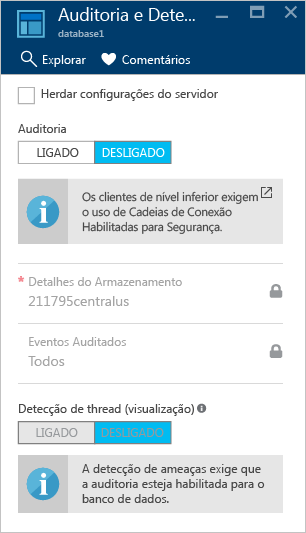 Auditoria e Dete...
database1
Explorar
Comentários
Herdar configurações do servidor
Auditoria
LIGADO
DESLIGADO
Os clientes de nível inferior exigem
o uso de Cadeias de Conexão
Habilitadas para Segurança.
* Detalhes do Armazenamento
211795centralus
Eventos Auditados
Todos
Detecção de thread (visualização)
LIGADO
DESLIGADO
A detecção de ameaças exige que
a auditoria esteja habilitada para o
banco de dados.